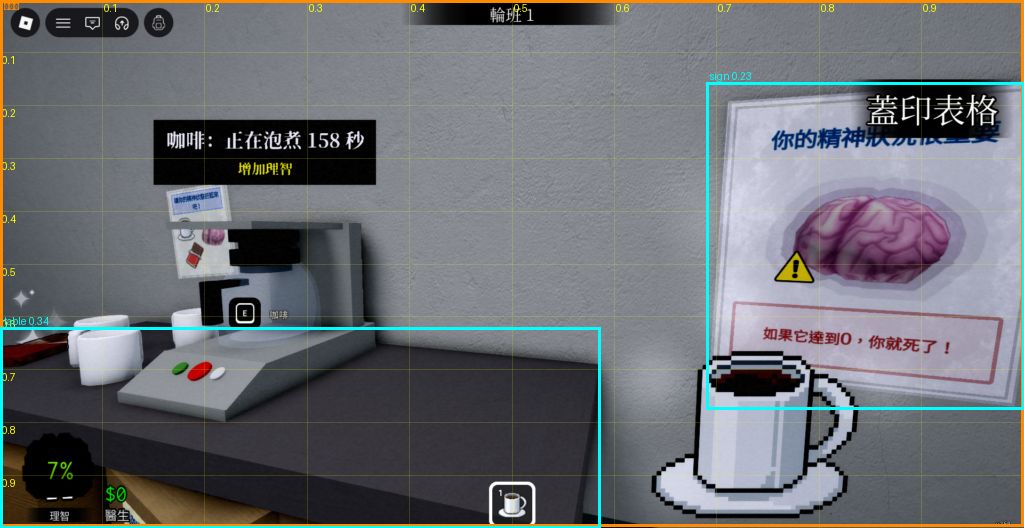 輪班 1
蓋印表格
你的精神狀況很重要
咖啡: 正在泡煮 158 秒
增加理智
E
咖啡
如果它達到0，你就死了！
7%
理智
$0
醫生
1